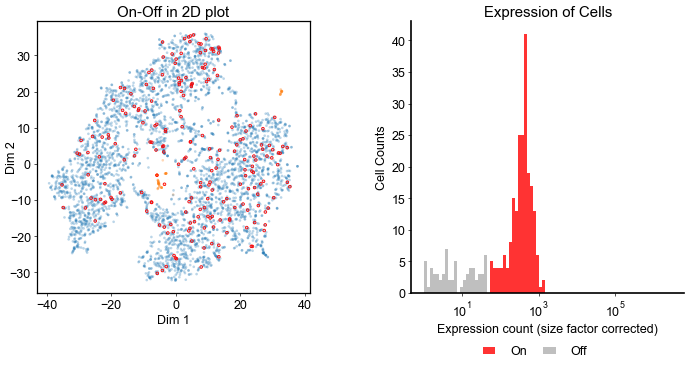 On-Off in 2D plot
Dim 2
30
20
10
0
−10
−20
−30
−40 −20 0 20 40
Dim 1
Expression of Cells
Cell Counts
40
35
30
25
20
15
10
5
0
10^1 10^3 10^5
Expression count (size factor corrected)
On Off